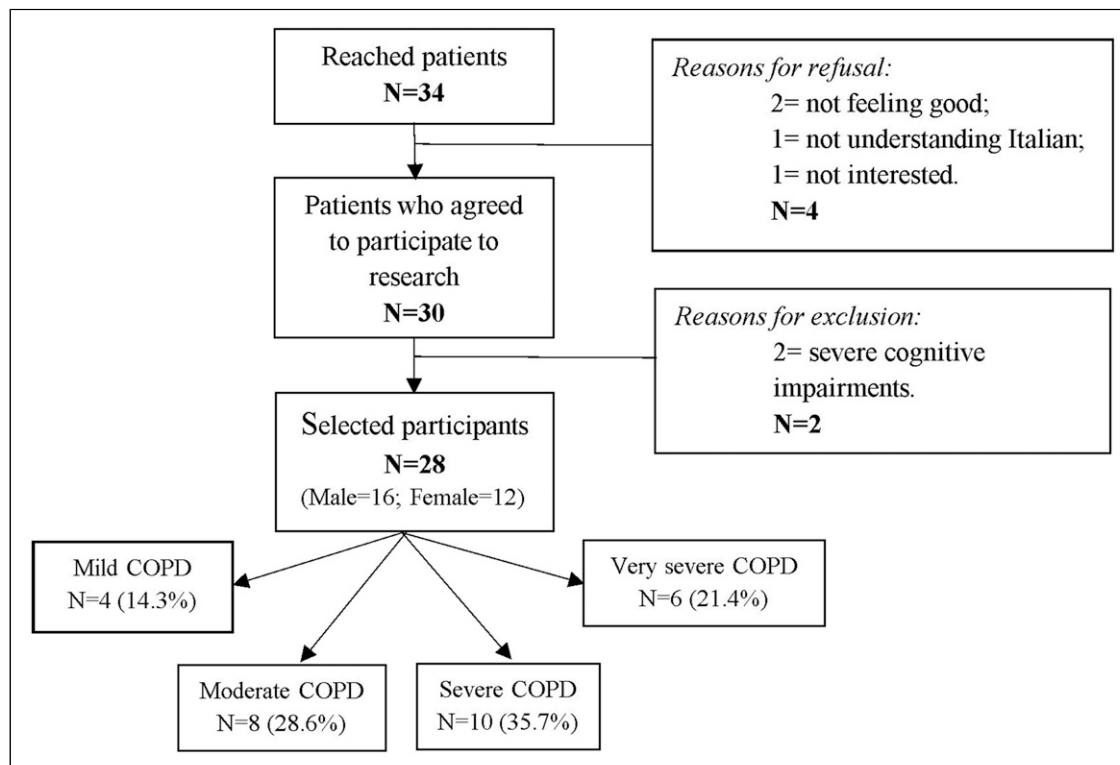 Reached patients
N=34
Reasons for refusal:
2= not feeling good;
1= not understanding Italian;
1= not interested.
N=4
Patients who agreed
to participate to
research
N=30
Reasons for exclusion:
2= severe cognitive
impairments.
N=2
Selected participants
N=28
(Male=16; Female=12)
Mild COPD
N=4 (14.3%)
Very severe COPD
N=6 (21.4%)
Moderate COPD
N=8 (28.6%)
Severe COPD
N=10 (35.7%)